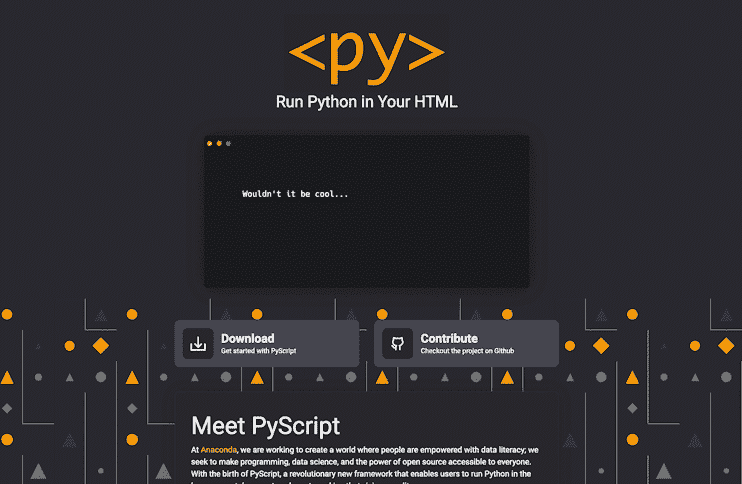 <py>
Run Python in Your HTML
Wouldn't it be cool...
Download
Get started with PyScript
Contribute
Checkout the project on Github
Meet PyScript
At Anaconda, we are working to create a world where people are empowered with data literacy; we
seek to make programming, data science, and the power of open source accessible to everyone.
With the birth of PyScript, a revolutionary new framework that enables users to run Python in the